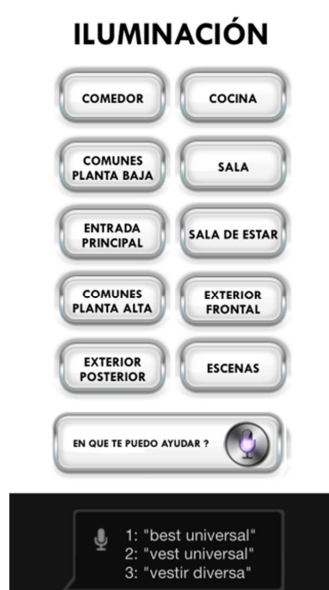 ILUMINACIÓN
COMEDOR
COCINA
COMUNES
PLANTA BAJA
SALA
ENTRADA
PRINCIPAL
SALA DE ESTAR
COMUNES
PLANTA ALTA
EXTERIOR
FRONTAL
EXTERIOR
POSTERIOR
ESCENAS
EN QUE TE PUEDO AYUDAR ?
1: "best universal"
2: "vest universal"
3: "vestir diversa"